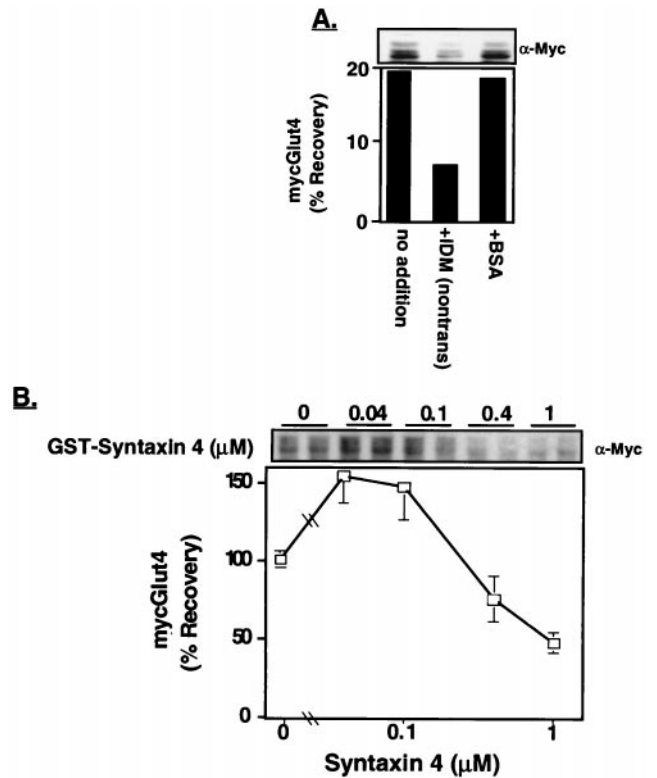 A.
α-Myc
20
10
0
mycGlut4
(% Recovery)
no addition
+IDM (nontrans)
+BSA
B.
0 0.04 0.1 0.4 1
GST-Syntaxin 4 (μM)
α-Myc
150
100
50
0
mycGlut4
(% Recovery)
0 0.1 1
Syntaxin 4 (μM)